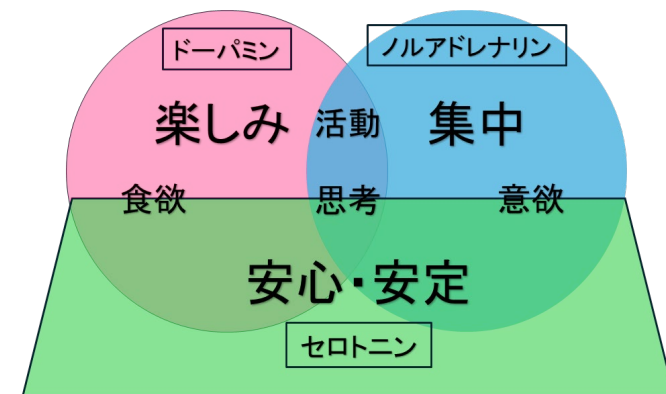 ドーパミン
ノルアドレナリン
楽しみ
活動
集中
食欲
思考
意欲
安心・安定
セロトニン